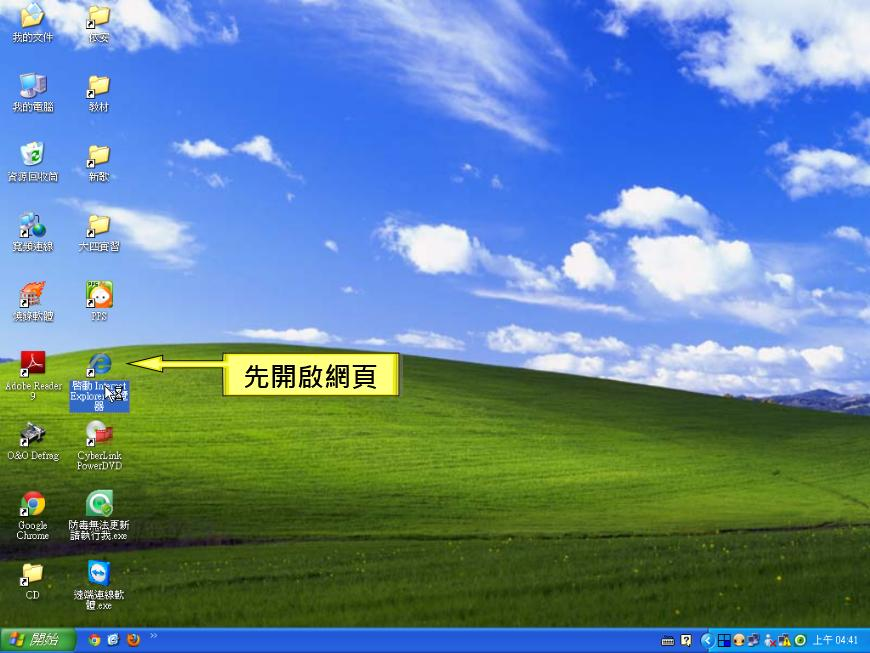 我的文件
教材
我的電腦
新歌
資源回收筒
大四實習
寬頻連線
PPS
燒錄軟體
Adobe Reader
9
啟動 Internet
Explorer
器
先開啟網頁
O&O Defrag
CyberLink
PowerDVD
Google
Chrome
防毒無法更新
請執行我.exe
CD
遠端連線軟
體.exe
開始
上午 04:41